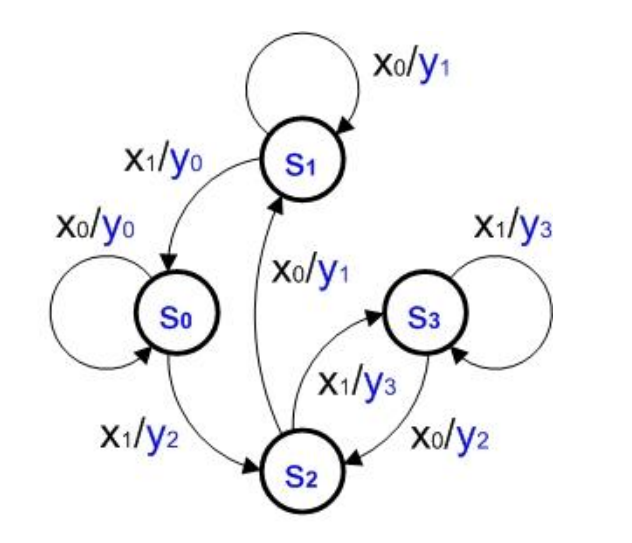 x₀/y₁
x₁/y₀
S₁
x₀/y₀
x₁/y₃
x₀/y₁
S₀
S₃
x₁/y₃
x₁/y₂
x₀/y₂
S₂